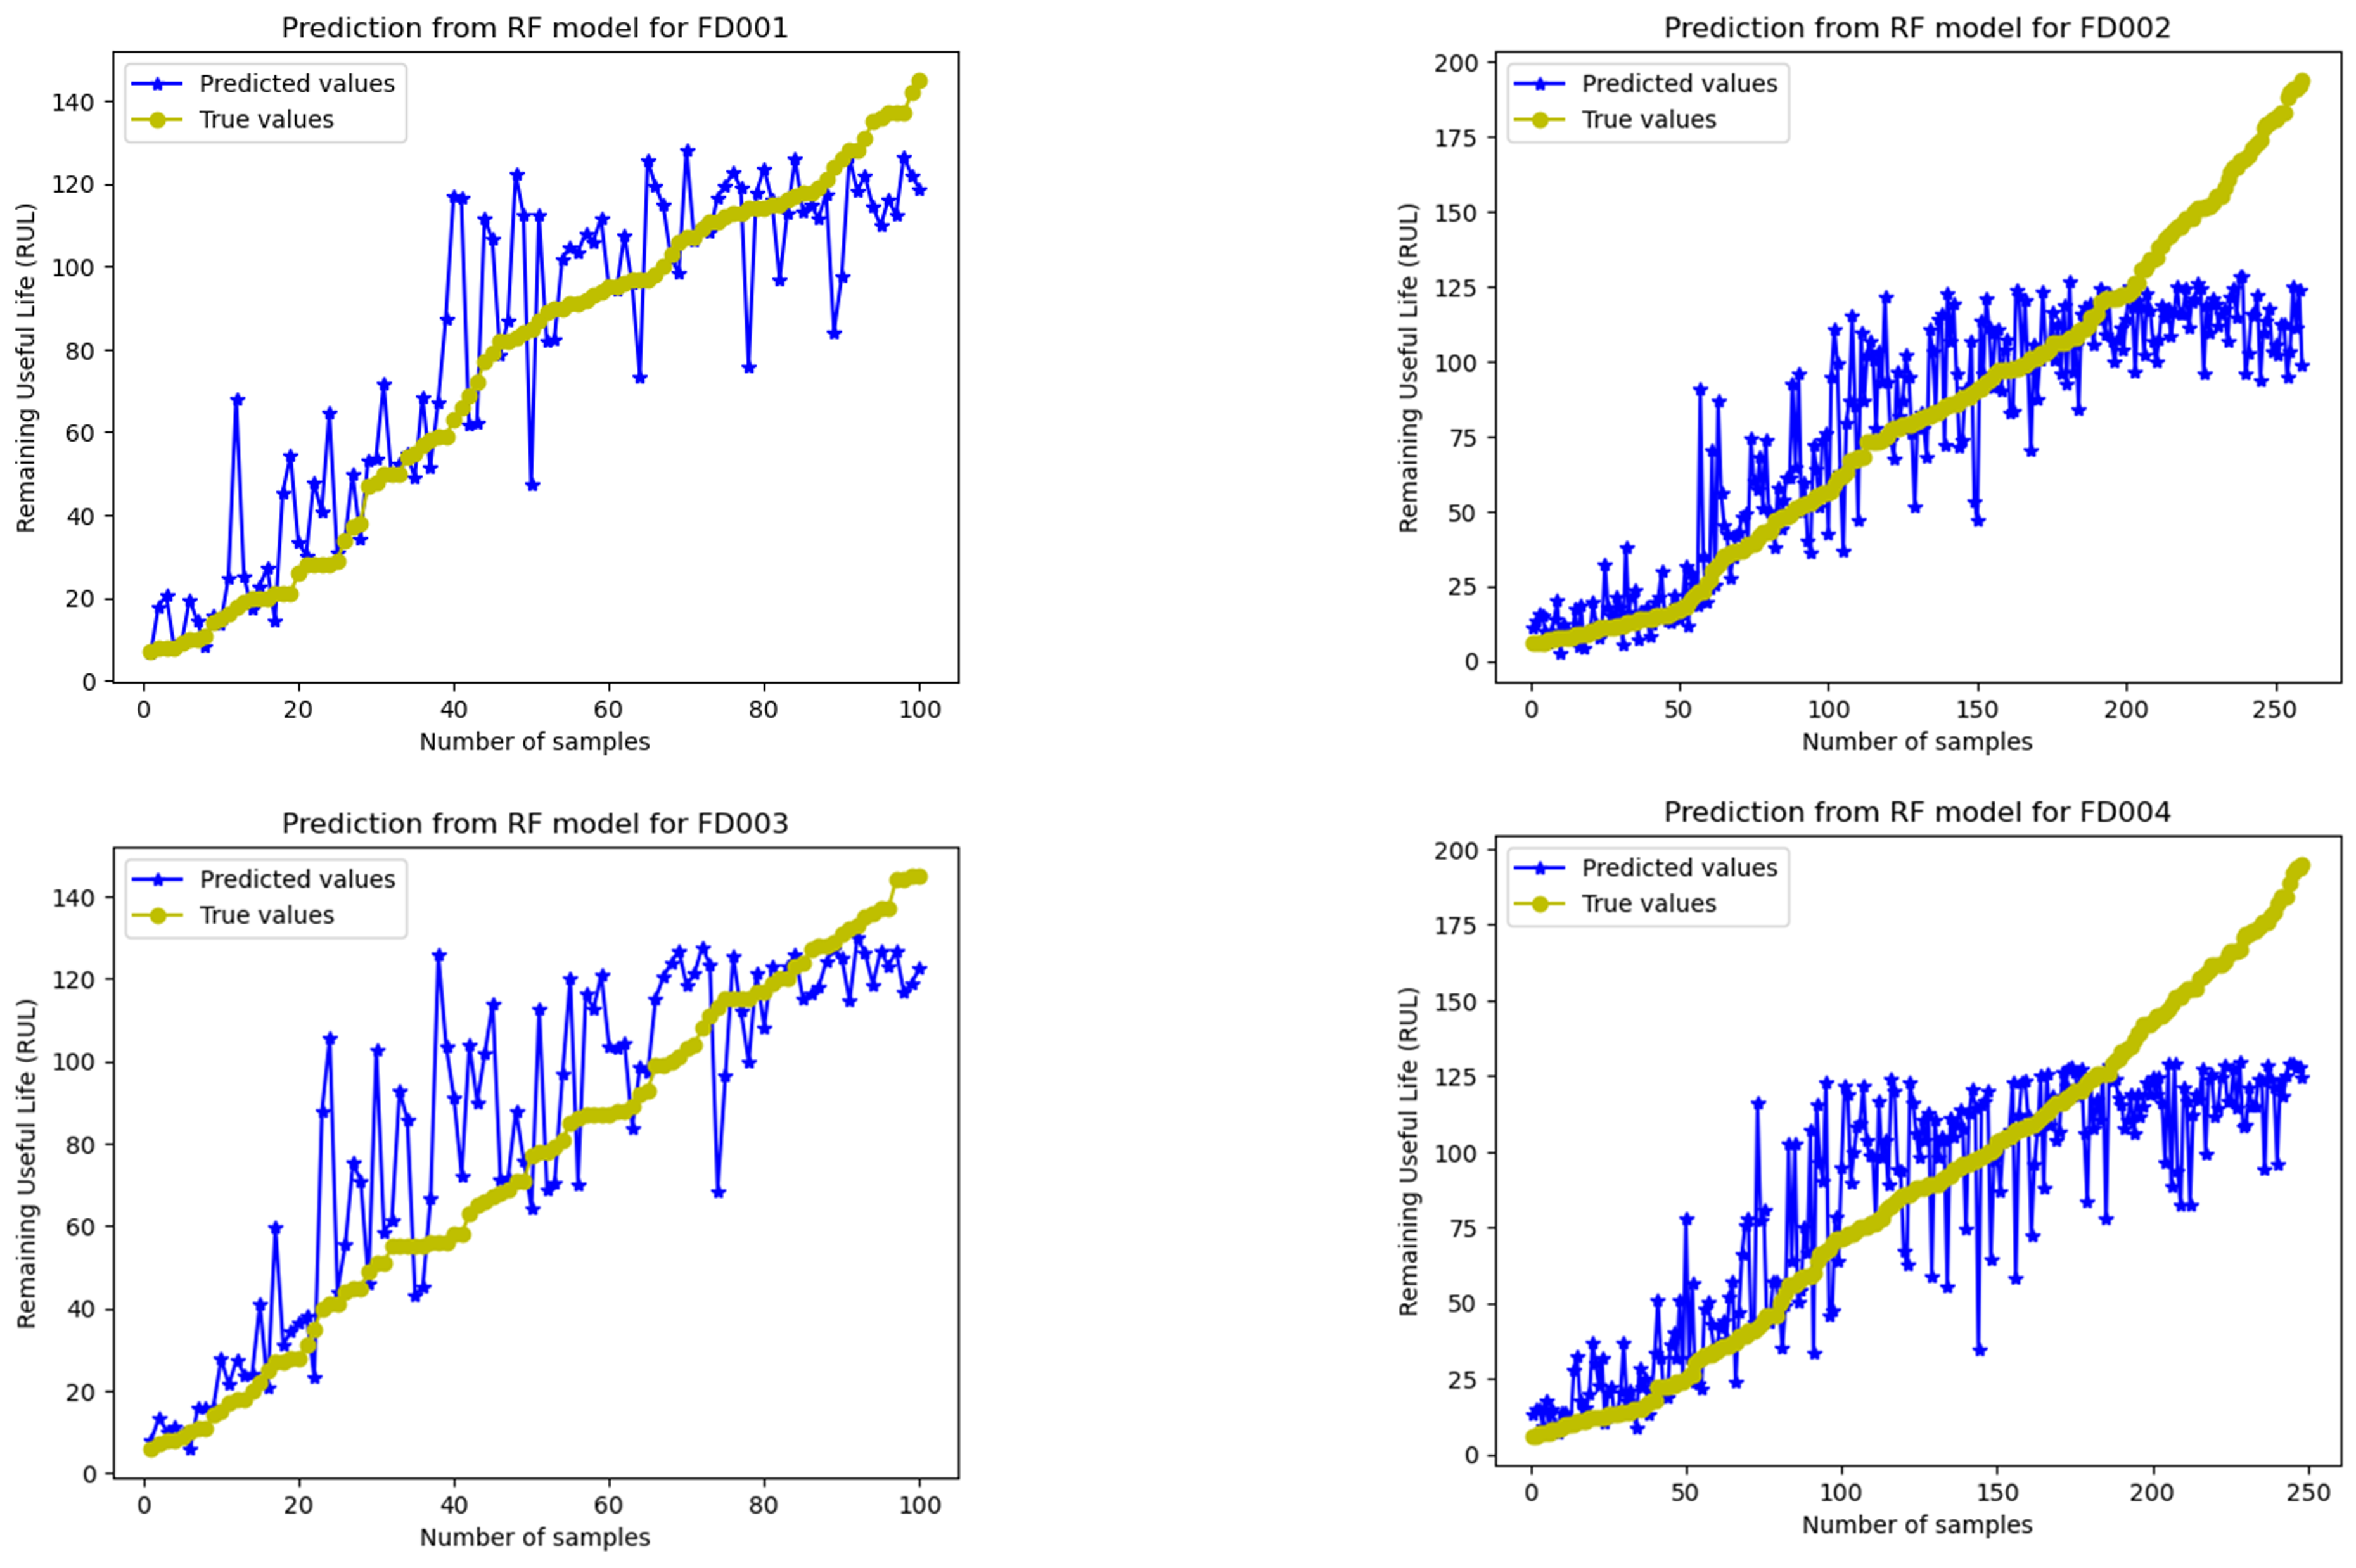 Prediction from RF model for FD001
Predicted values
True values
Remaining Useful Life (RUL)
140
120
100
80
60
40
20
0
0 20 40 60 80 100
Number of samples
Prediction from RF model for FD002
Predicted values
True values
Remaining Useful Life (RUL)
200
175
150
125
100
75
50
25
0
0 50 100 150 200 250
Number of samples
Prediction from RF model for FD003
Predicted values
True values
Remaining Useful Life (RUL)
140
120
100
80
60
40
20
0
0 20 40 60 80 100
Number of samples
Prediction from RF model for FD004
Predicted values
True values
Remaining Useful Life (RUL)
200
175
150
125
100
75
50
25
0
0 50 100 150 200 250
Number of samples